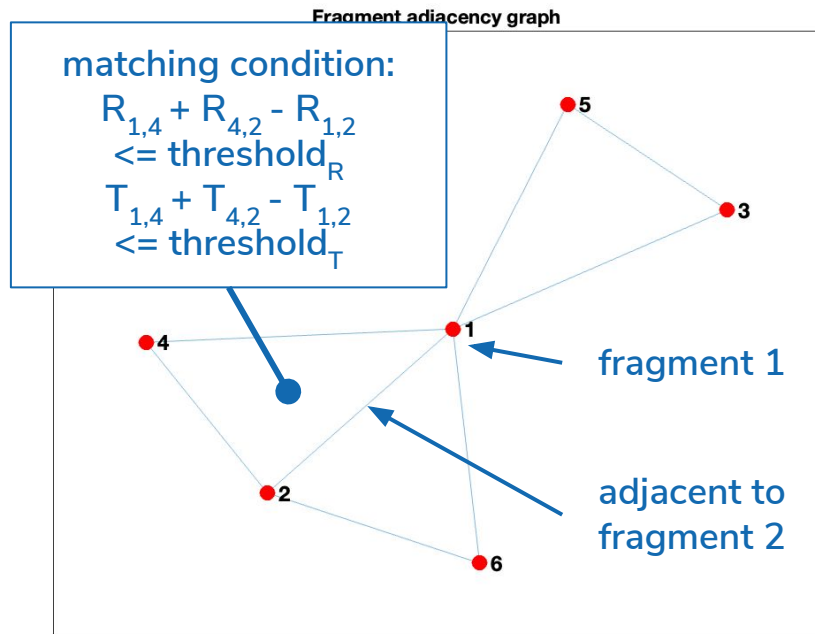 Fragment adjacency graph
matching condition:
R1,4 + R4,2 - R1,2
<= thresholdR
T1,4 + T4,2 - T1,2
<= thresholdT
5
3
1
4
fragment 1
2
adjacent to
fragment 2
6